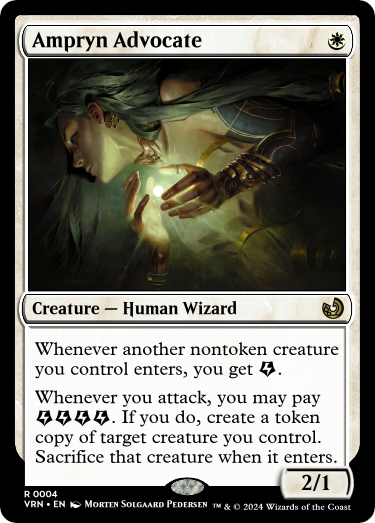 Ampryn Advocate
Creature — Human Wizard
Whenever another nontoken creature
you control enters, you get .
Whenever you attack, you may pay
. If you do, create a token
copy of target creature you control.
Sacrifice that creature when it enters.
2/1
R 0004
VRN • EN Morten Solgaard Pedersen ™ & © 2024 Wizards of the Coast